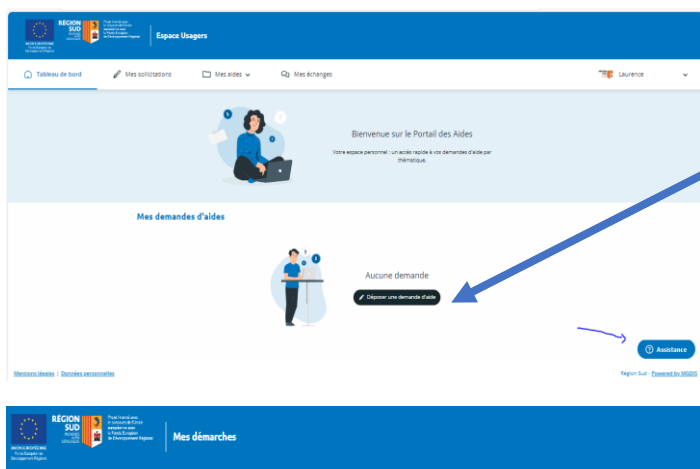 RÉGION
SUD
Espace Usagers
Tableau de bord
Mes sollicitations
Mes aides
Mes échanges
Laurence
Bienvenue sur le Portail des Aides
Votre espace personnel : un accès rapide à vos demandes d'aide par
thématique.
Mes demandes d'aides
Aucune demande
Déposer une demande d'aide
Assistance
Mentions légales | Données personnelles
Région Sud - Powered by MGDIS
RÉGION
SUD
Mes démarches